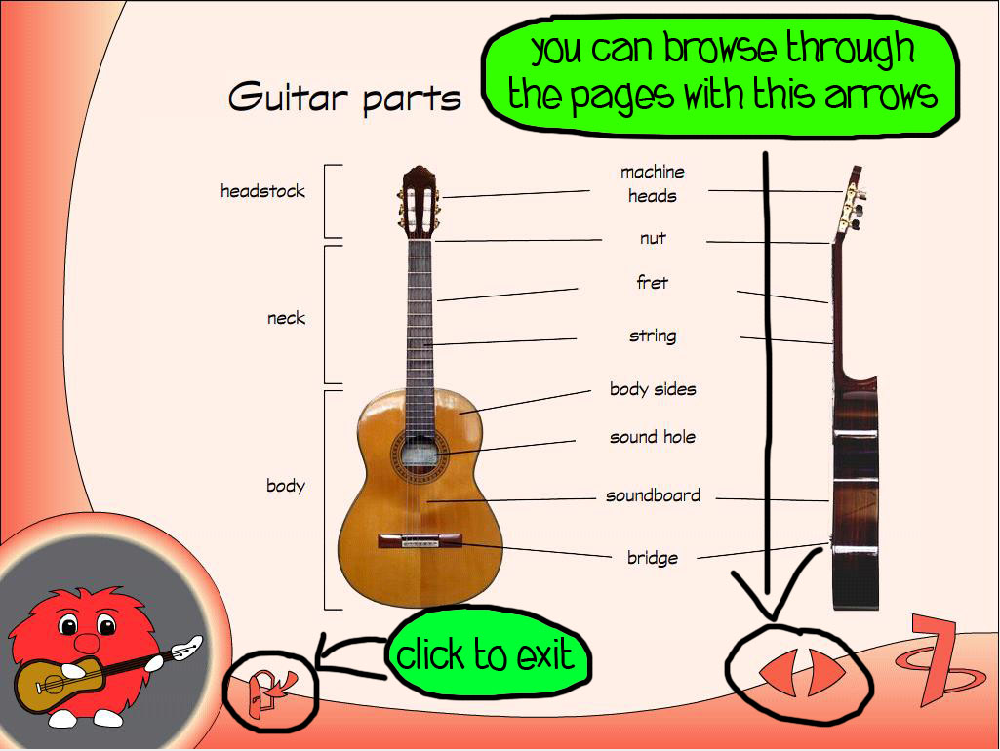 you can browse through
the pages with this arrows
Guitar parts
headstock
neck
body
machine
heads
nut
fret
string
body sides
sound hole
soundboard
bridge
click to exit
7